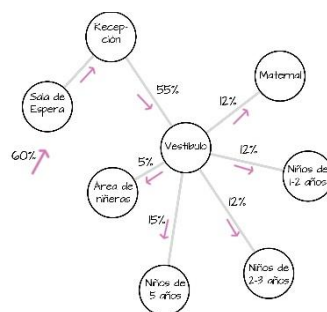 Recep-
ción
55%
Sala de
Espera
60%
Maternal
12%
Vestíbulo
5%
12%
Área de
niñeras
Niños de
1-2 años
12%
15%
Niños de
5 años
Niños de
2-3 años